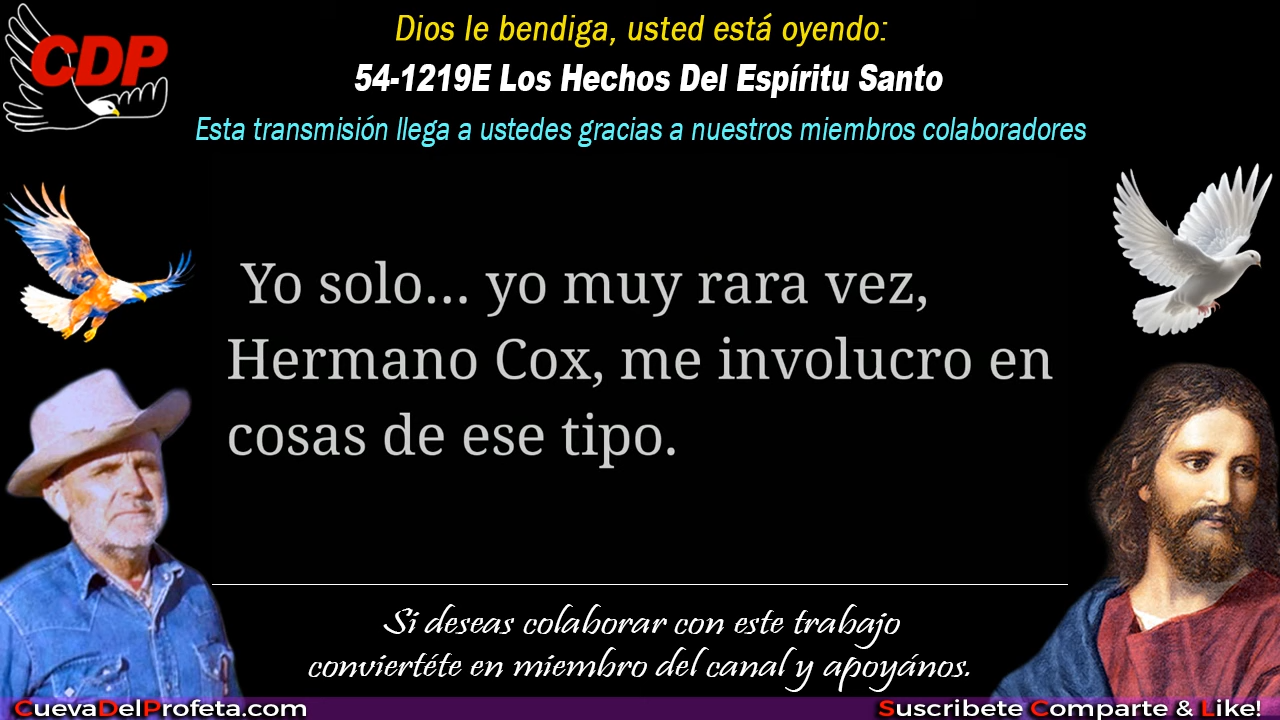 CDP
Dios le bendiga, usted está oyendo:
54-1219E Los Hechos Del Espíritu Santo
Esta transmisión llega a ustedes gracias a nuestros miembros colaboradores
Yo solo... yo muy rara vez,
Hermano Cox, me involucro en
cosas de ese tipo.
Si deseas colaborar con este trabajo
conviertéte en miembro del canal y apoyános.
CuevaDelProfeta.com
Suscribete Comparte & Like!